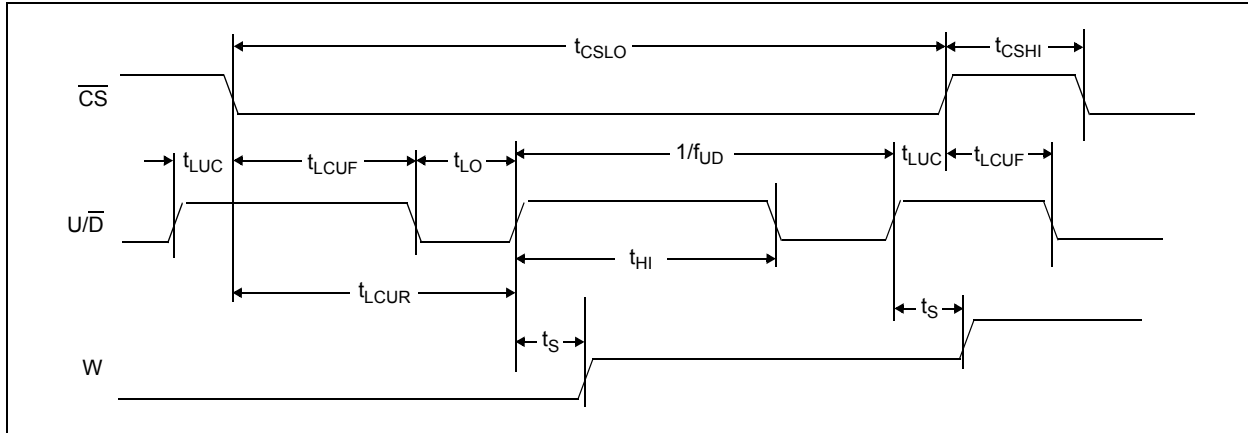 tCSLO
tCSHI
CS
tLUC
tLCUF
tLO
1/fUD
tLUC
tLCUF
U/D
tHI
tLCUR
tS
tS
W